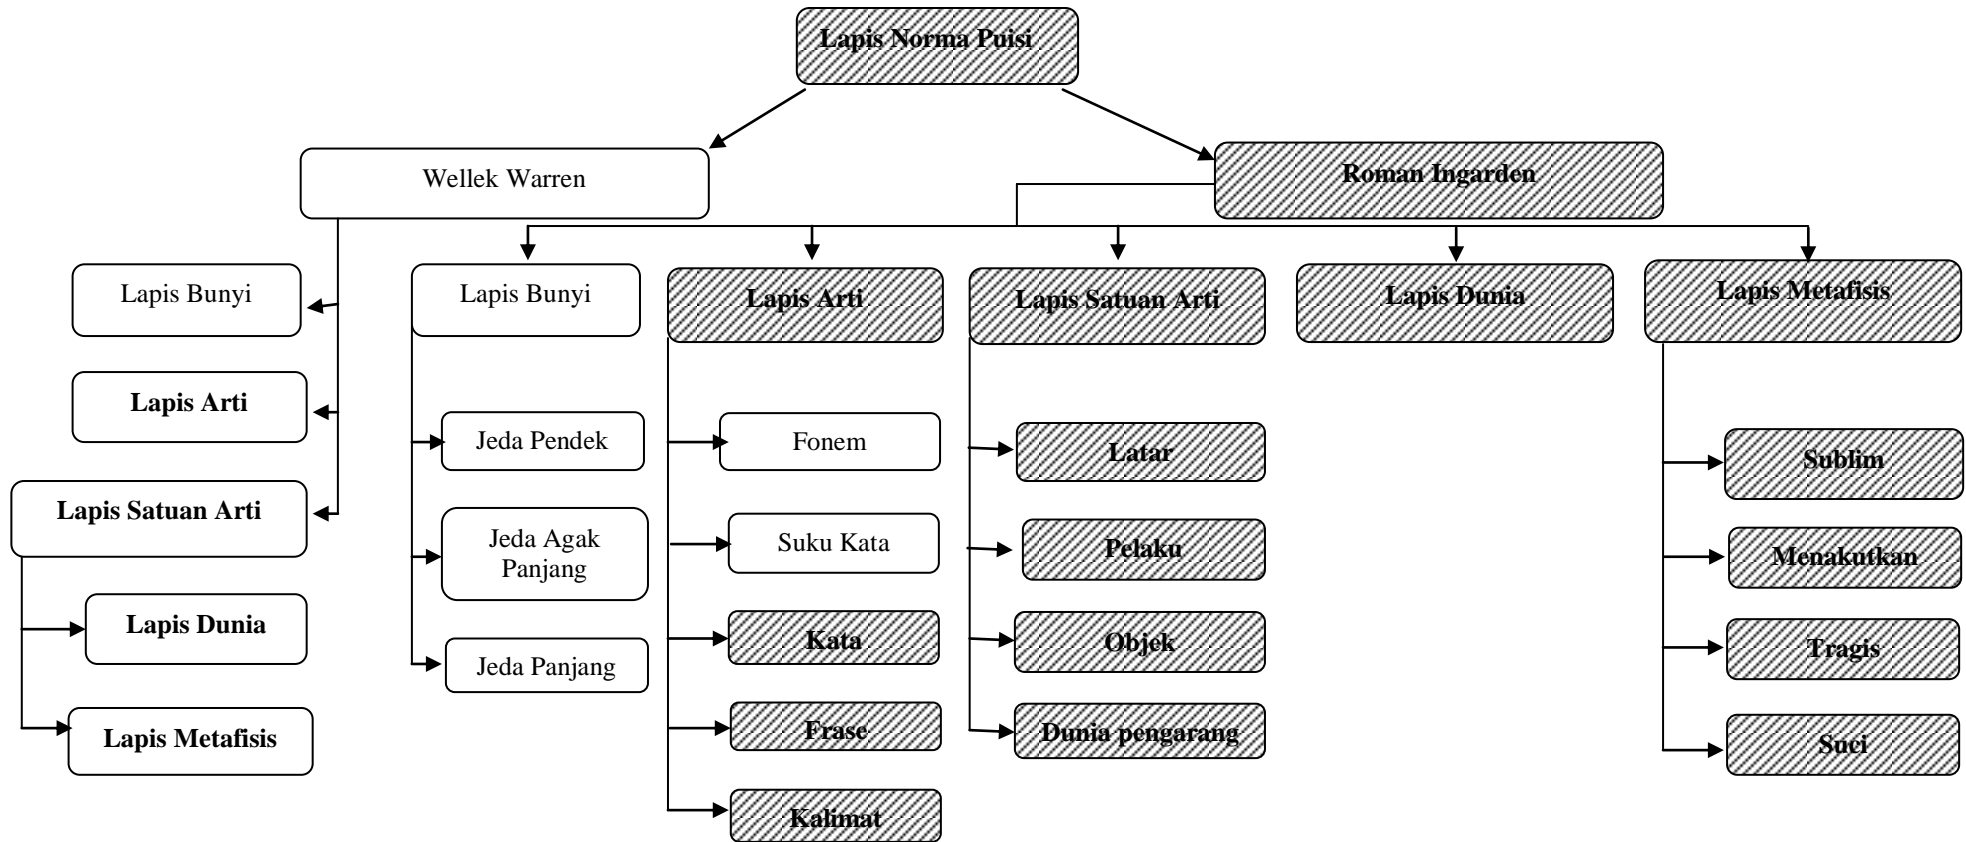 Lapis Norma Puisi
Wellek Warren
Roman Ingarden
Lapis Bunyi
Lapis Arti
Lapis Satuan Arti
Lapis Dunia
Lapis Metafisis
Lapis Bunyi
Jeda Pendek
Jeda Agak
Panjang
Jeda Panjang
Lapis Arti
Fonem
Suku Kata
Kata
Frase
Kalimat
Lapis Satuan Arti
Latar
Pelaku
Objek
Dunia pengarang
Lapis Dunia
Lapis Metafisis
Sublim
Menakutkan
Tragis
Suci